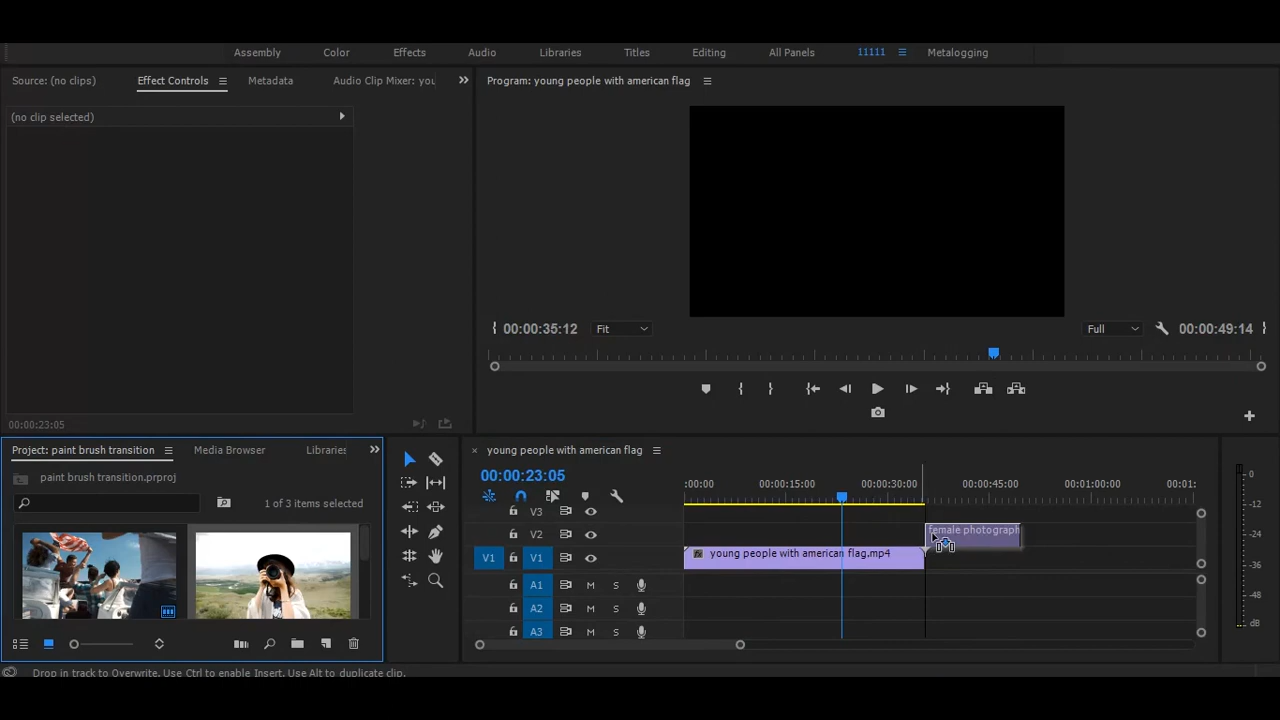 Assembly Color Effects Audio Libraries Titles Editing All Panels 11111 Metalogging
Source: (no clips) Effect Controls Metadata Audio Clip Mixer: you
Program: young people with american flag
(no clip selected)
00:00:35:12 Fit Full 00:00:49:14
00:00:23:05
Project: paint brush transition Media Browser Libraries
paint brush transition.prproj
1 of 3 items selected
young people with american flag
00:00:23:05
:00:00 00:00:15:00 00:00:30:00 00:00:45:00 00:01:00:00 00:01:
V3
V2 female photograph
V1 V1 young people with american flag.mp4
A1 M S
A2 M S
A3 M S
0
-12
-24
-36
-48
dB
Drop in track to Overwrite. Use Ctrl to enable Insert. Use Alt to duplicate clip.